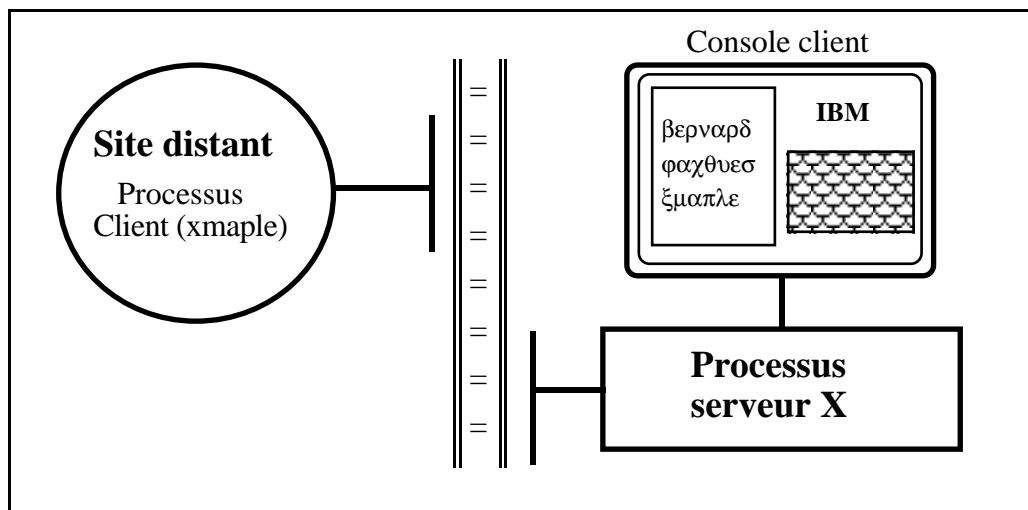 Site distant
Processus
Client (xmaple)
=
=
=
=
=
=
=
=
Console client
βερναρδ
φαχθυεσ
ξμαπλε
IBM
Processus
serveur X